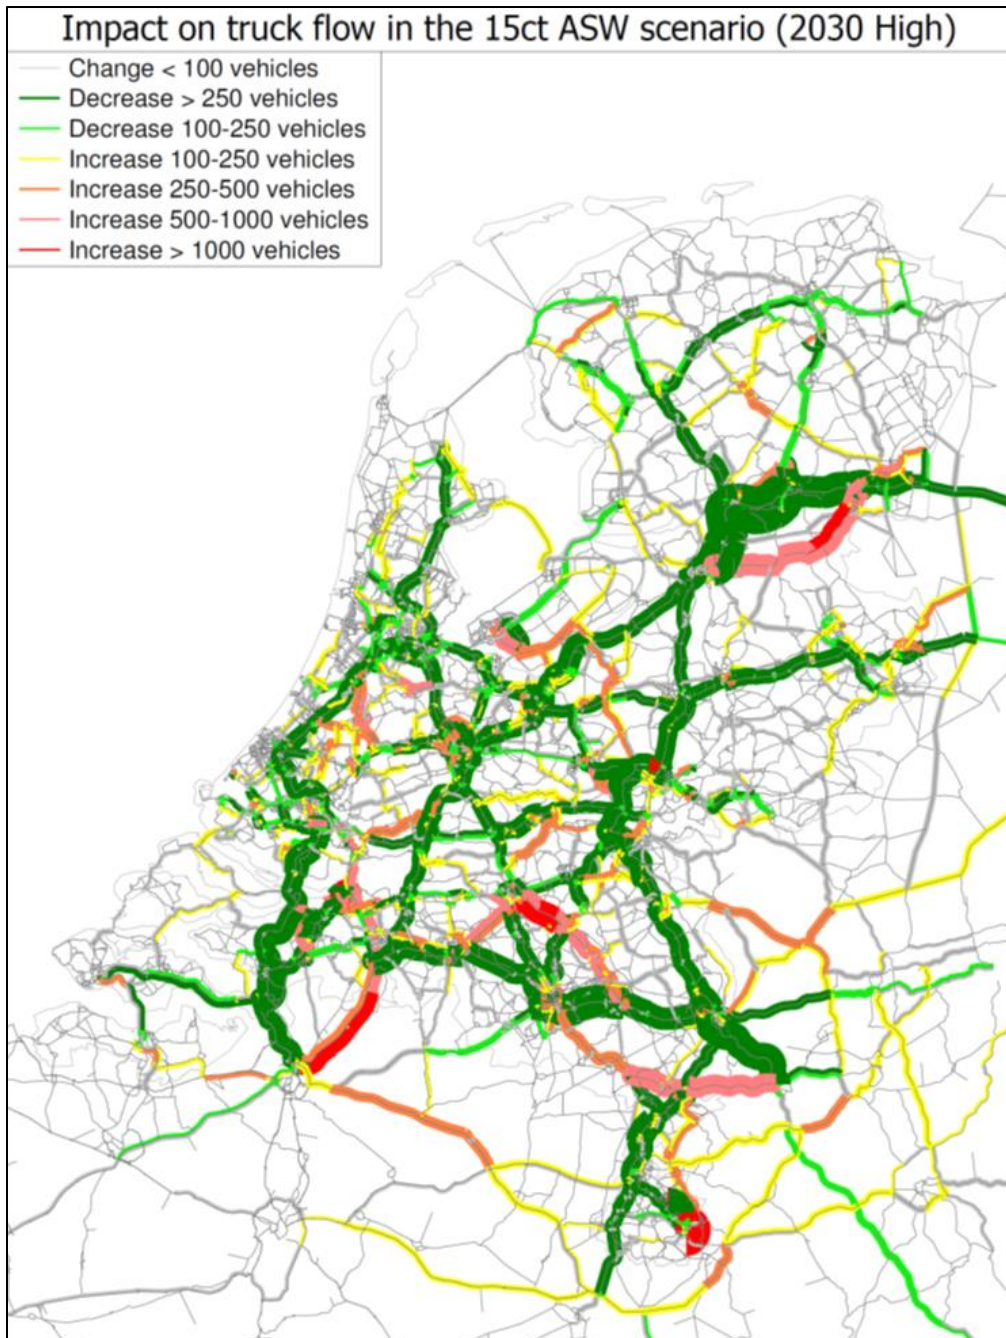 Impact on truck flow in the 15ct ASW scenario (2030 High)
Change < 100 vehicles
Decrease > 250 vehicles
Decrease 100-250 vehicles
Increase 100-250 vehicles
Increase 250-500 vehicles
Increase 500-1000 vehicles
Increase > 1000 vehicles